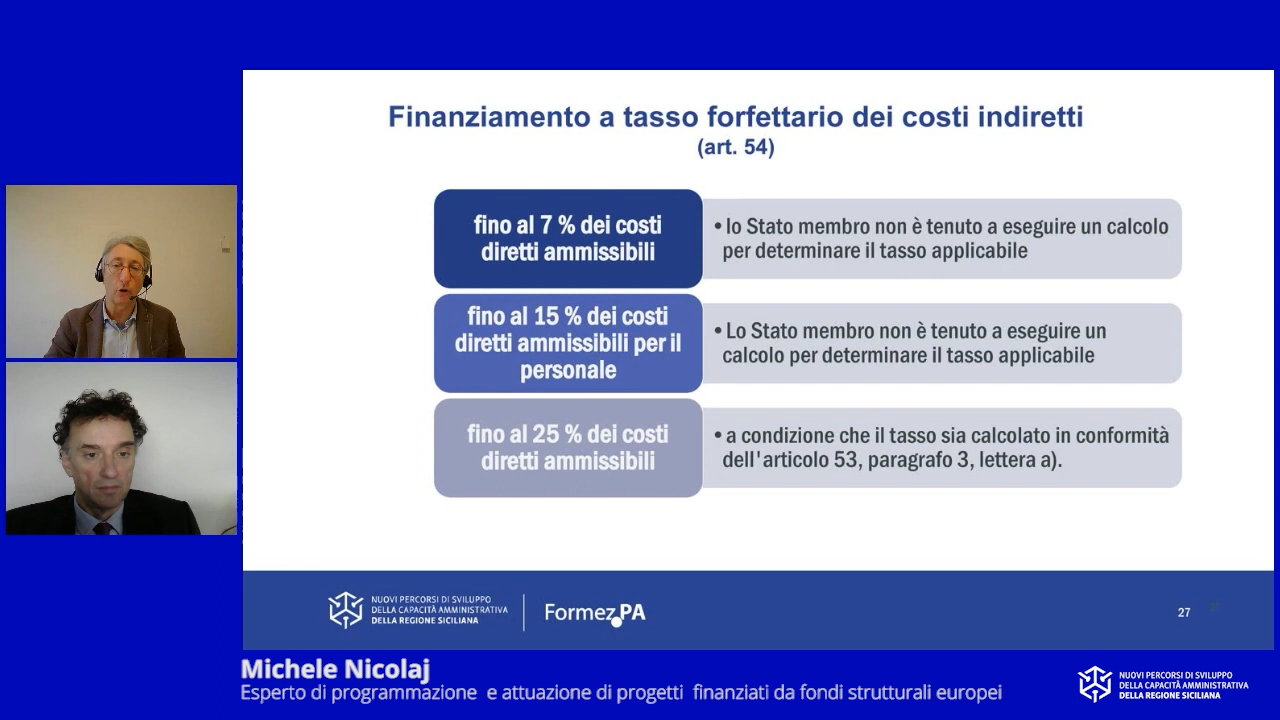 Finanziamento a tasso forfettario dei costi indiretti
(art. 54)
fino al 7 % dei costi
diretti ammissibili
• lo Stato membro non è tenuto a eseguire un calcolo
per determinare il tasso applicabile
fino al 15 % dei costi
diretti ammissibili per il
personale
• Lo Stato membro non è tenuto a eseguire un
calcolo per determinare il tasso applicabile
fino al 25 % dei costi
diretti ammissibili
• a condizione che il tasso sia calcolato in conformità
dell'articolo 53, paragrafo 3, lettera a).
NUOVI PERCORSI DI SVILUPPO
DELLA CAPACITÀ AMMINISTRATIVA
DELLA REGIONE SICILIANA
Formez PA
27
Michele Nicolaj
Esperto di programmazione e attuazione di progetti finanziati da fondi strutturali europei
NUOVI PERCORSI DI SVILUPPO
DELLA CAPACITÀ AMMINISTRATIVA
DELLA REGIONE SICILIANA